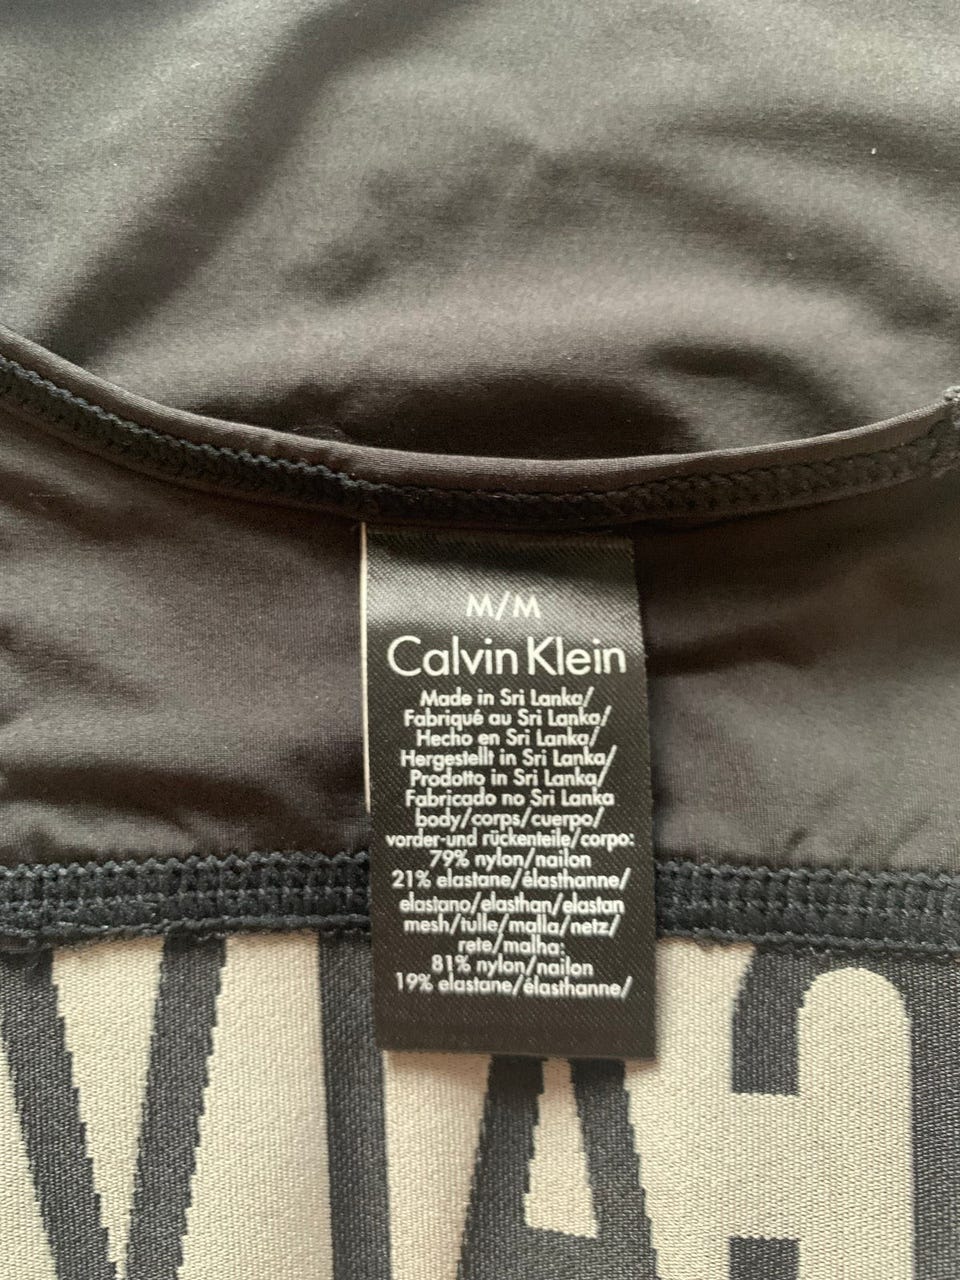 M/M
Calvin Klein
Made in Sri Lanka/
Fabriqué au Sri Lanka/
Hecho en Sri Lanka/
Hergestellt in Sri Lanka/
Prodotto in Sri Lanka/
Fabricado no Sri Lanka
body/corps/cuerpo/
vorder-und rückenteile/corpo:
79% nylon/nailon
21% elastane/élasthanne/
elastano/elasthan/elastan
mesh/tulle/malla/netz/
rete/malha:
81% nylon/nailon
19% elastane/élasthanne/